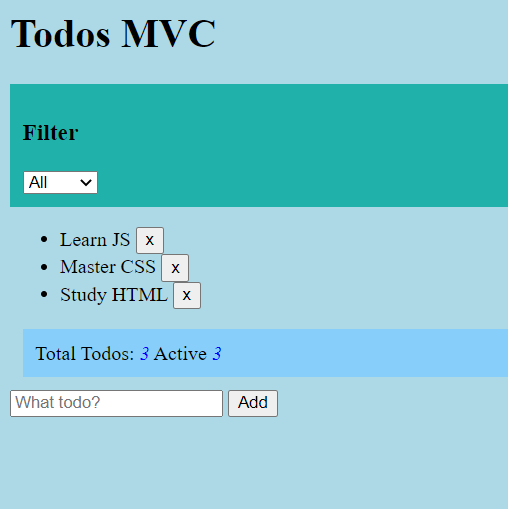 Todos MVC
Filter
All
Learn JS x
Master CSS x
Study HTML x
Total Todos: 3 Active 3
What todo? Add